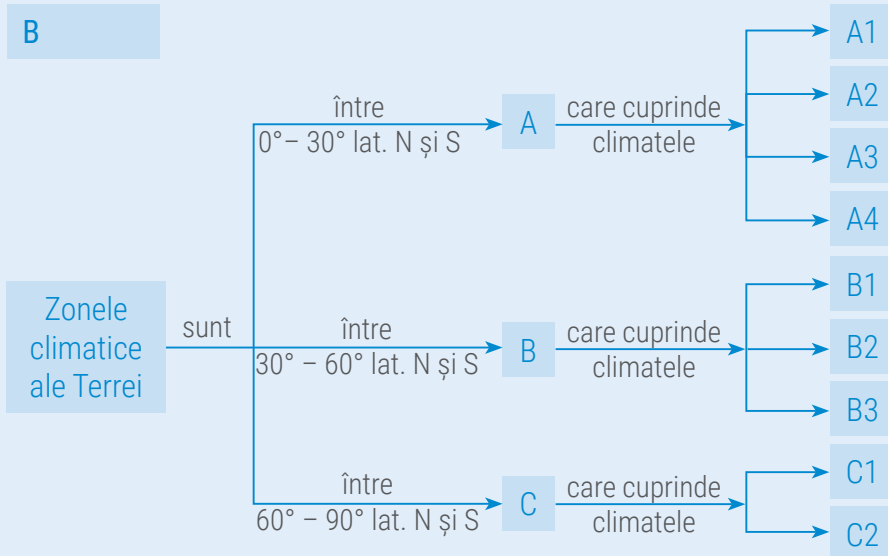 B
Zonele
climatice
ale Terrei
sunt
între
0° – 30° lat. N și S
A
care cuprinde
climatele
A1
A2
A3
A4
între
30° – 60° lat. N și S
B
care cuprinde
climatele
B1
B2
B3
între
60° – 90° lat. N și S
C
care cuprinde
climatele
C1
C2